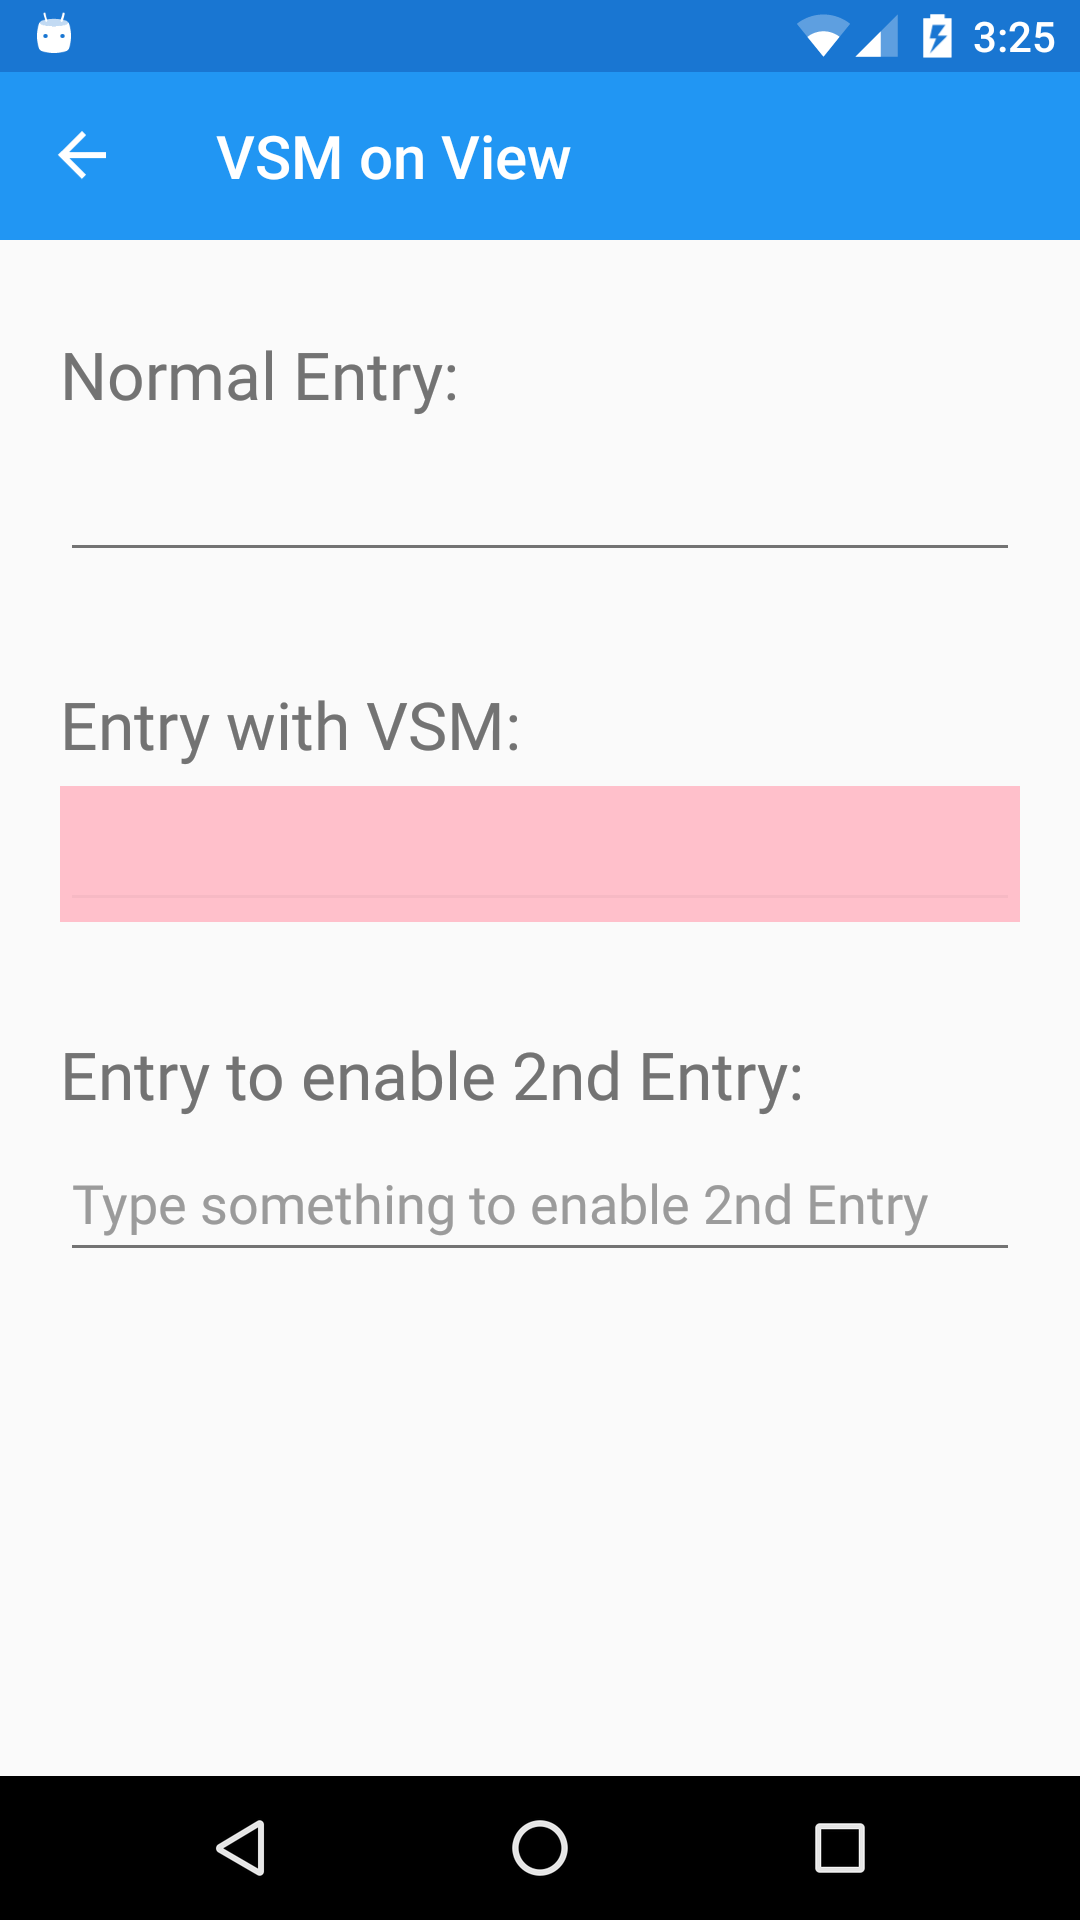 3:25
VSM on View
Normal Entry:
Entry with VSM:
Entry to enable 2nd Entry:
Type something to enable 2nd Entry